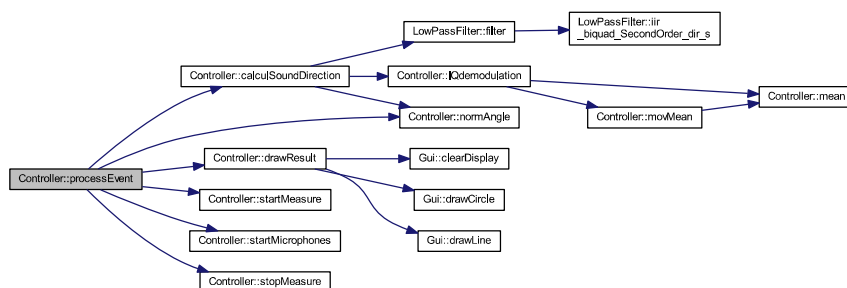 LowPassFilter::iir
_biquad_SecondOrder_dir_s
LowPassFilter::filter
Controller::calculSoundDirection
Controller::IQdemodulation
Controller::mean
Controller::movMean
Controller::normAngle
Controller::drawResult
Gui::clearDisplay
Controller::processEvent
Controller::startMeasure
Gui::drawCircle
Controller::startMicrophones
Gui::drawLine
Controller::stopMeasure